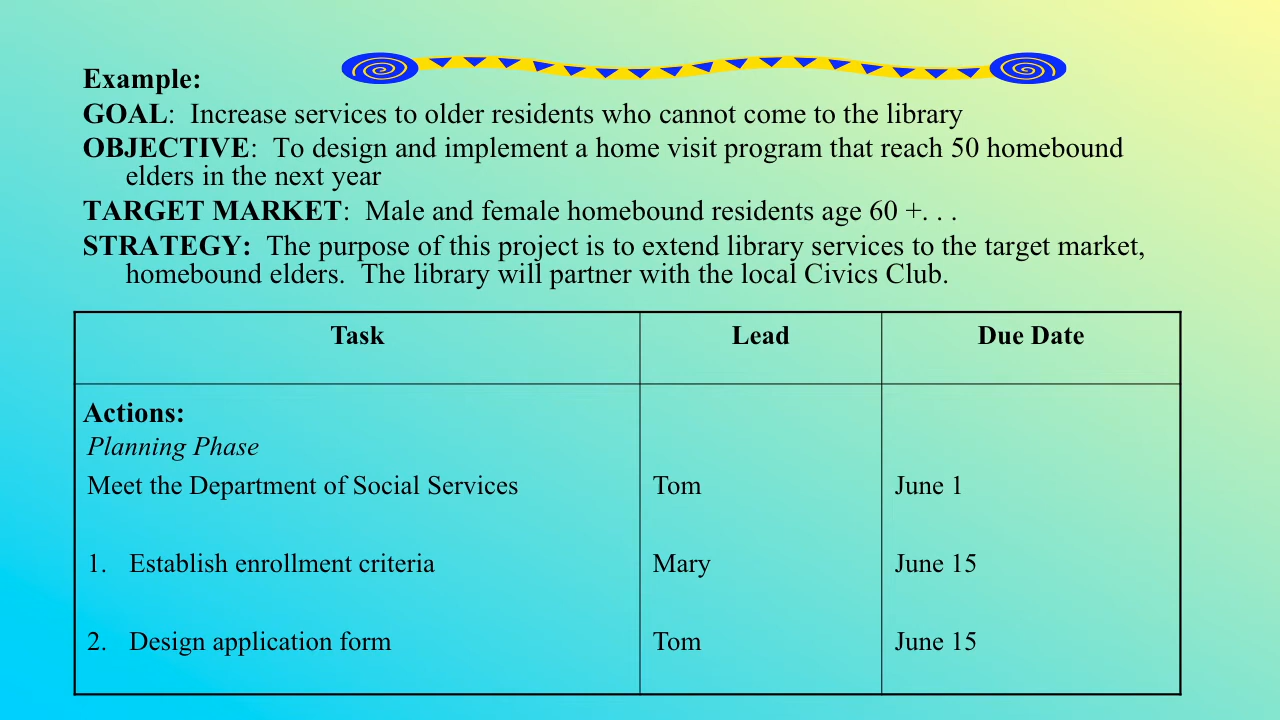 Example:
GOAL:  Increase services to older residents who cannot come to the library
OBJECTIVE:  To design and implement a home visit program that reach 50 homebound
elders in the next year
TARGET MARKET:  Male and female homebound residents age 60 +. . .
STRATEGY:  The purpose of this project is to extend library services to the target market,
homebound elders.  The library will partner with the local Civics Club.
Task Lead Due Date
Actions:
Planning Phase
Meet the Department of Social Services Tom June 1
1. Establish enrollment criteria Mary June 15
2. Design application form Tom June 15